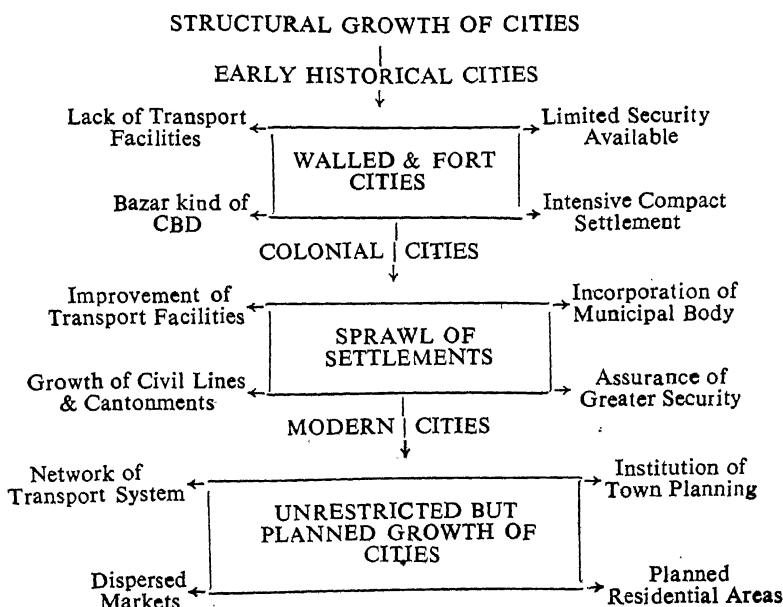 STRUCTURAL GROWTH OF CITIES
EARLY HISTORICAL CITIES
Lack of Transport
Facilities
Limited Security
Available
WALLED & FORT
CITIES
Bazar kind of
CBD
Intensive Compact
Settlement
COLONIAL CITIES
Improvement of
Transport Facilities
Incorporation of
Municipal Body
SPRAWL OF
SETTLEMENTS
Growth of Civil Lines
& Cantonments
Assurance of
Greater Security
MODERN CITIES
Network of
Transport System
Institution of
Town Planning
UNRESTRICTED BUT
PLANNED GROWTH OF
CITIES
Dispersed
Markets
Planned
Residential Areas